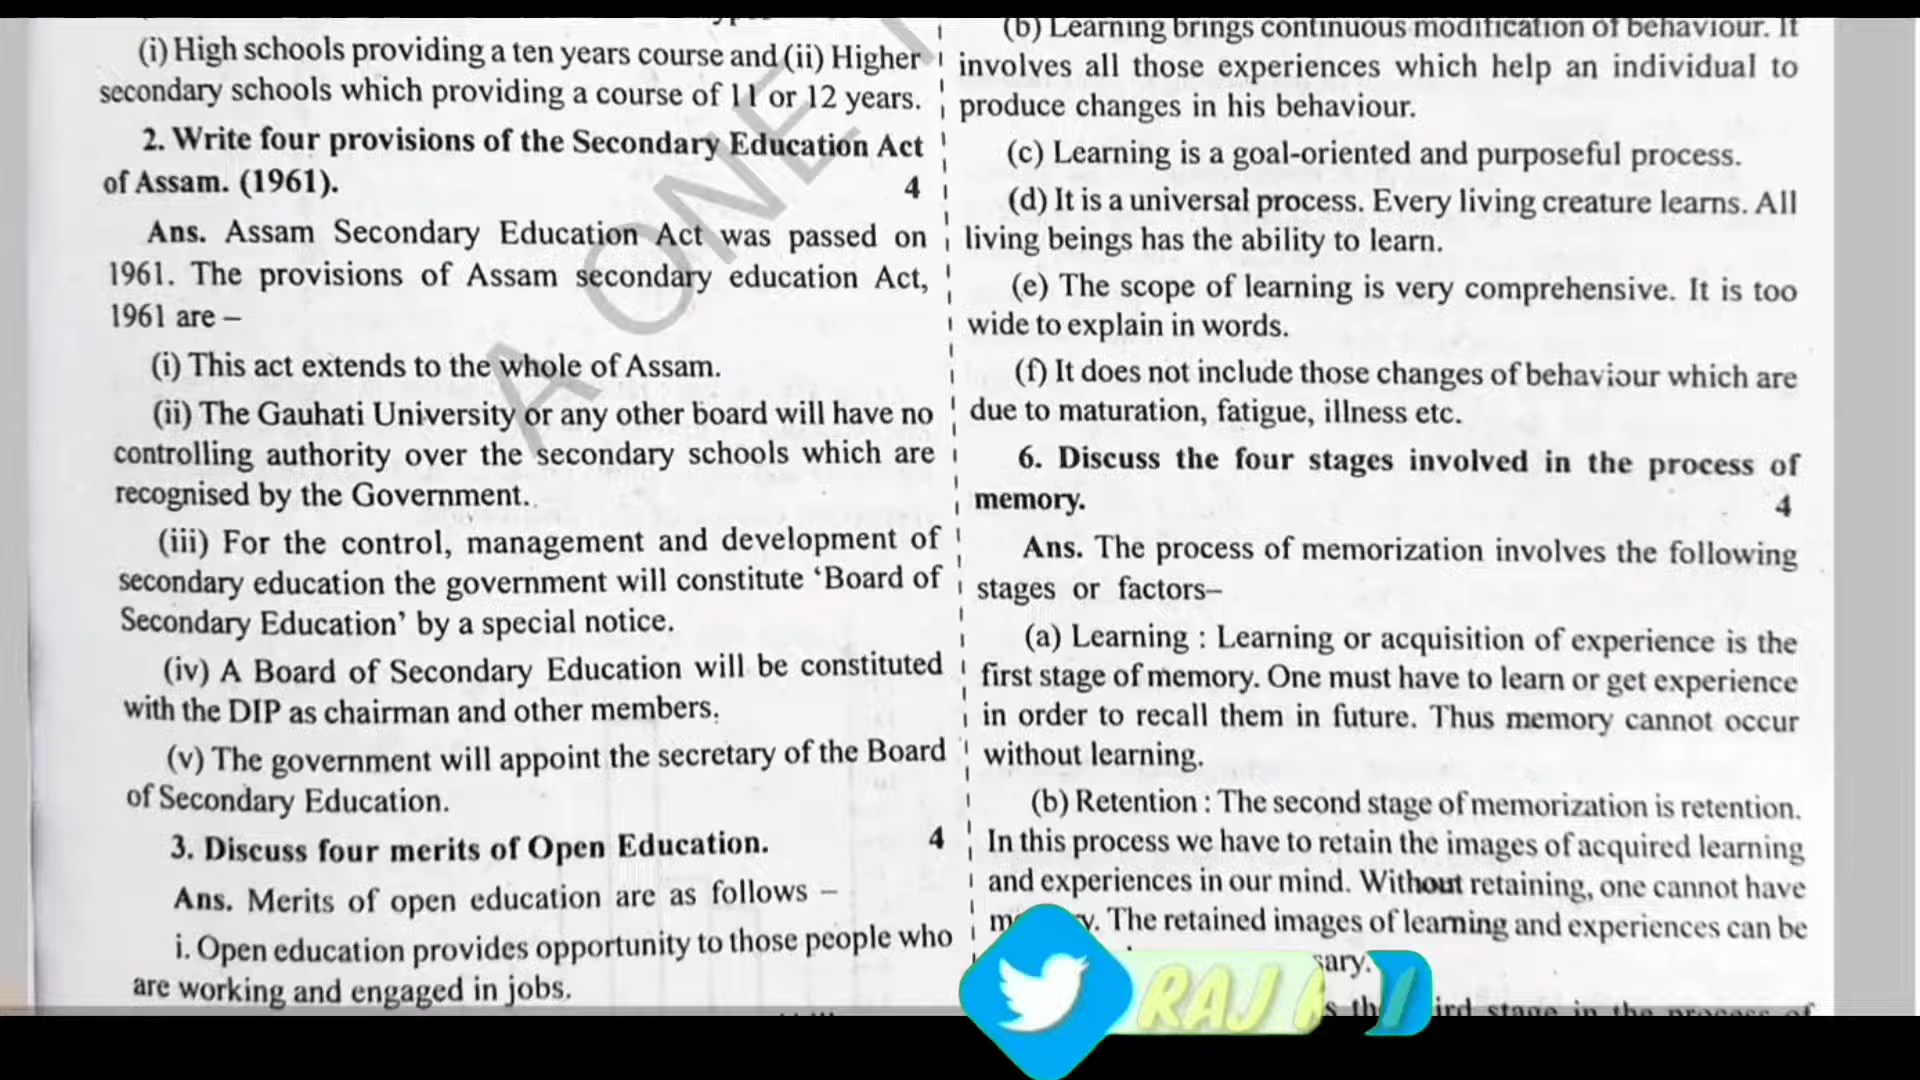 (i) High schools providing a ten years course and (ii) Higher
secondary schools which providing a course of 11 or 12 years.
2. Write four provisions of the Secondary Education Act
of Assam. (1961). 4
Ans. Assam Secondary Education Act was passed on
1961. The provisions of Assam secondary education Act,
1961 are –
(i) This act extends to the whole of Assam.
(ii) The Gauhati University or any other board will have no
controlling authority over the secondary schools which are
recognised by the Government..
(iii) For the control, management and development of
secondary education the government will constitute ‘Board of
Secondary Education’ by a special notice.
(iv) A Board of Secondary Education will be constituted
with the DIP as chairman and other members.
(v) The government will appoint the secretary of the Board
of Secondary Education.
3. Discuss four merits of Open Education. 4
Ans. Merits of open education are as follows –
i. Open education provides opportunity to those people who
are working and engaged in jobs.
(b) Learning brings continuous modification of behaviour. It
involves all those experiences which help an individual to
produce changes in his behaviour.
(c) Learning is a goal-oriented and purposeful process.
(d) It is a universal process. Every living creature learns. All
living beings has the ability to learn.
(e) The scope of learning is very comprehensive. It is too
wide to explain in words.
(f) It does not include those changes of behaviour which are
due to maturation, fatigue, illness etc.
6. Discuss the four stages involved in the process of
memory. 4
Ans. The process of memorization involves the following
stages or factors–
(a) Learning : Learning or acquisition of experience is the
first stage of memory. One must have to learn or get experience
in order to recall them in future. Thus memory cannot occur
without learning.
(b) Retention : The second stage of memorization is retention.
In this process we have to retain the images of acquired learning
and experiences in our mind. Without retaining, one cannot have
The retained images of learning and experiences can be
stage in the process of
A ONE
RAJ